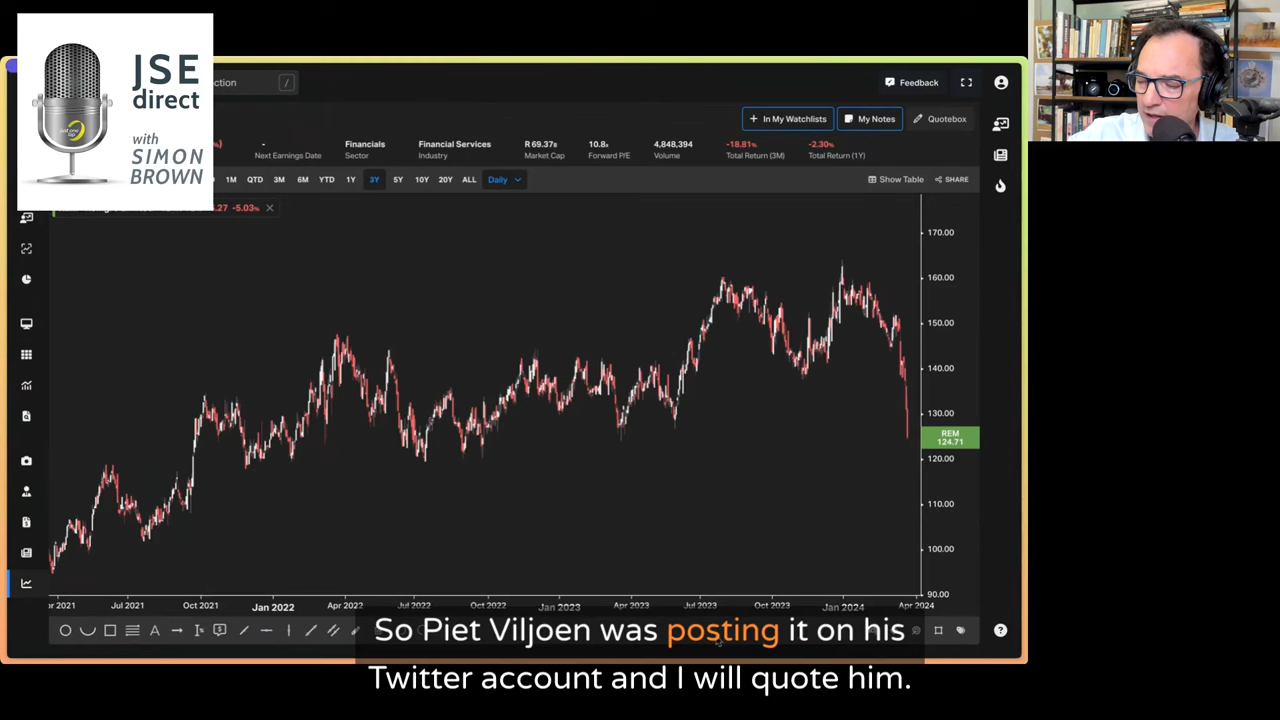 JSE
direct
with
SIMON
BROWN
just one lap
ction /
Feedback
+ In My Watchlists
My Notes
Quotebox
-
Next Earnings Date
Financials
Sector
Financial Services
Industry
R 69.37B
Market Cap
10.8x
Forward P/E
4,848,394
Volume
-18.81%
Total Return (3M)
-2.30%
Total Return (1Y)
1M QTD 3M 6M YTD 1Y 3Y 5Y 10Y 20Y ALL Daily
Show Table SHARE
-5.03%
170.00
160.00
150.00
140.00
130.00
REM
124.71
120.00
110.00
100.00
90.00
Jul 2021 Oct 2021 Jan 2022 Apr 2022 Jul 2022 Oct 2022 Jan 2023 Apr 2023 Jul 2023 Oct 2023 Jan 2024 Apr 2024
So Piet Viljoen was posting it on his
Twitter account and I will quote him.